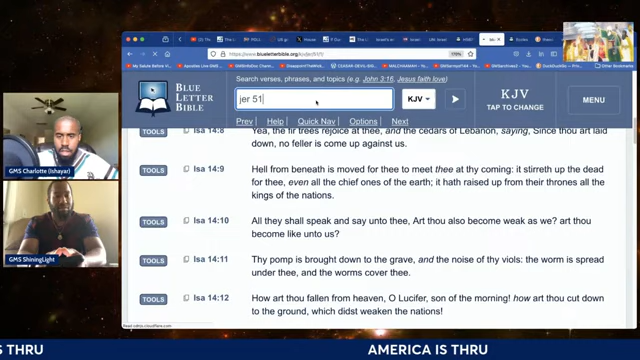 https://www.blueletterbible.org/kjv/jer/51/1/
170%
Search verses, phrases, and topics (e.g. John 3:16, Jesus faith love)
BLUE
LETTER
BIBLE
jer 51
KJV
KJV
TAP TO CHANGE
MENU
Prev | Help | Quick Nav | Options | Next
TOOLS Isa 14:8 Yea, the fir trees rejoice at thee, and the cedars of Lebanon, saying, Since thou art laid
down, no feller is come up against us.
TOOLS Isa 14:9 Hell from beneath is moved for thee to meet thee at thy coming: it stirreth up the dead
for thee, even all the chief ones of the earth; it hath raised up from their thrones all the
kings of the nations.
TOOLS Isa 14:10 All they shall speak and say unto thee, Art thou also become weak as we? art thou
become like unto us?
TOOLS Isa 14:11 Thy pomp is brought down to the grave, and the noise of thy viols: the worm is spread
under thee, and the worms cover thee.
TOOLS Isa 14:12 How art thou fallen from heaven, O Lucifer, son of the morning! how art thou cut down
to the ground, which didst weaken the nations!
GMS Charlotte (Ishayar)
GMS ShiningLight
S IS THRU
AMERICA IS THRU